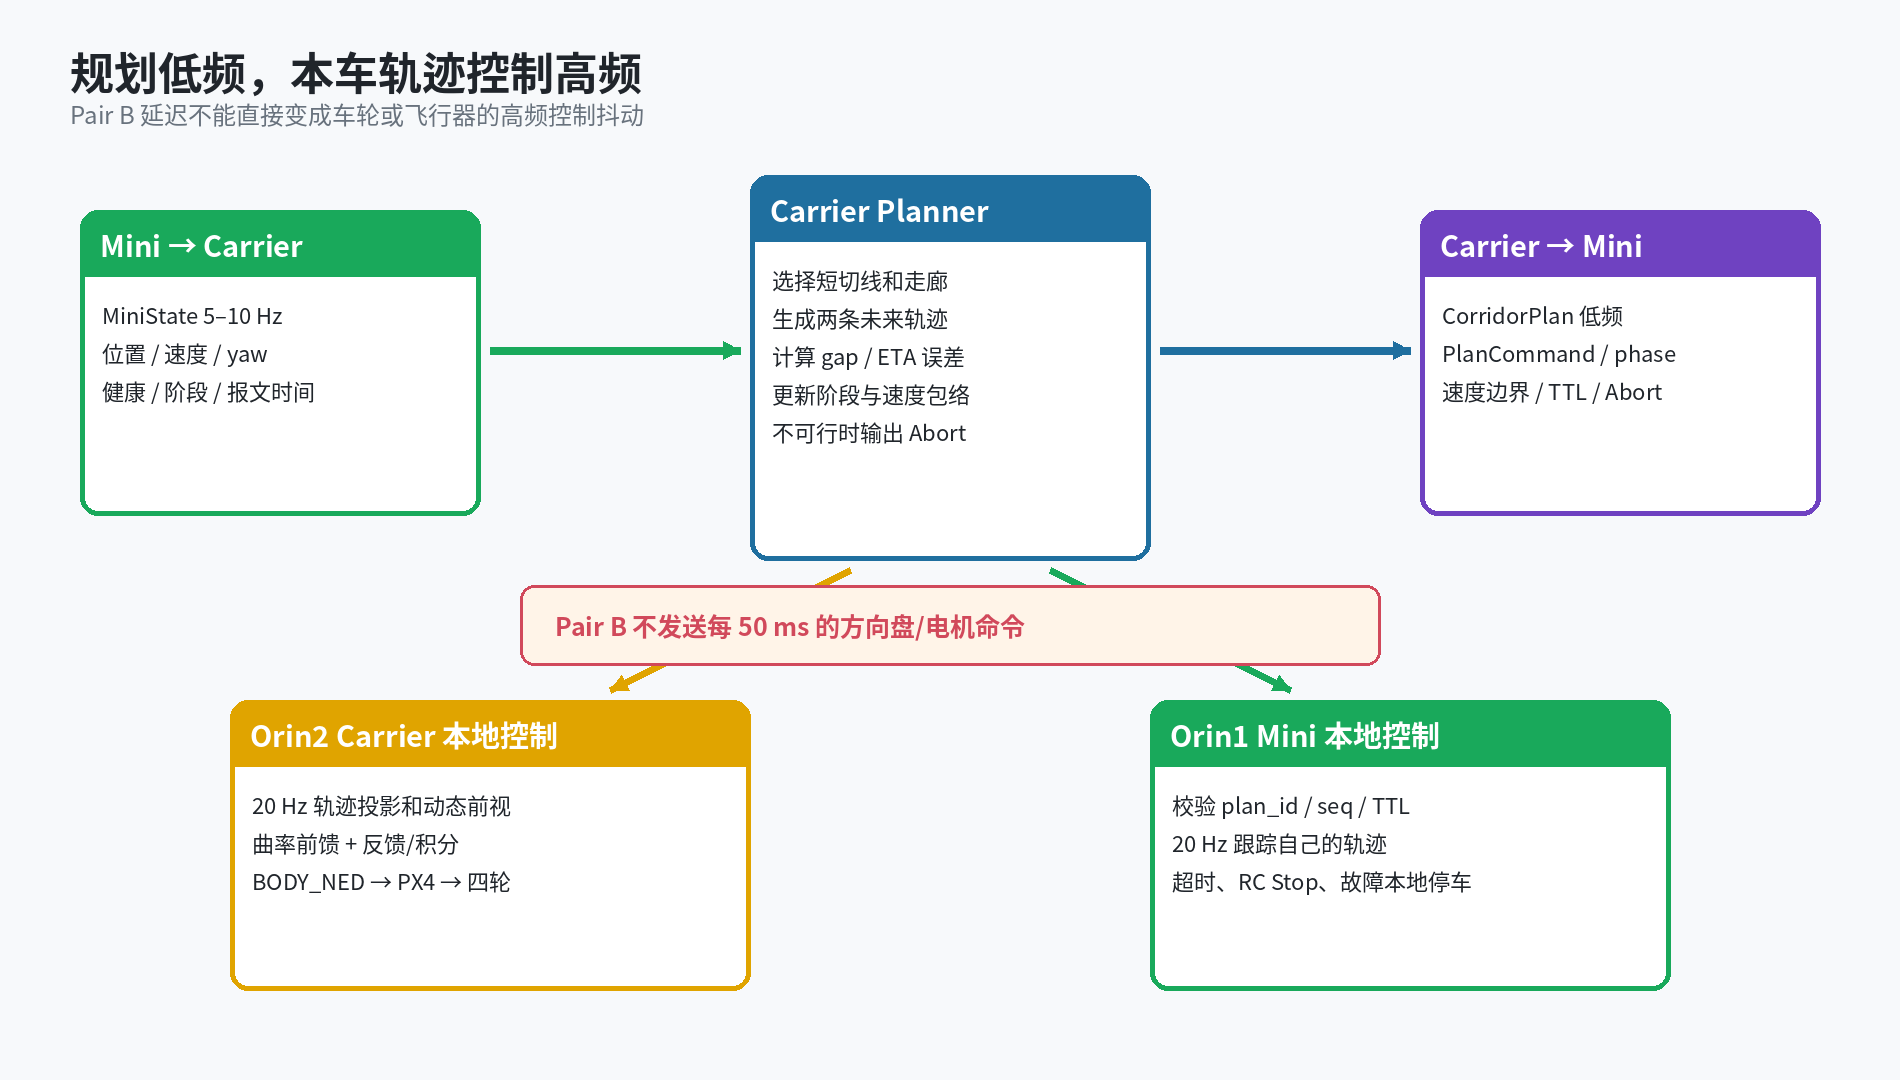 规划低频，本车轨迹控制高频
Pair B 延迟不能直接变成车轮或飞行器的高频控制抖动
Mini → Carrier
MiniState 5–10 Hz
位置 / 速度 / yaw
健康 / 阶段 / 报文时间
Carrier Planner
选择短切线和走廊
生成两条未来轨迹
计算 gap / ETA 误差
更新阶段与速度包络
不可行时输出 Abort
Carrier → Mini
CorridorPlan 低频
PlanCommand / phase
速度边界 / TTL / Abort
Pair B 不发送每 50 ms 的方向盘/电机命令
Orin2 Carrier 本地控制
20 Hz 轨迹投影和动态前视
曲率前馈 + 反馈/积分
BODY_NED → PX4 → 四轮
Orin1 Mini 本地控制
校验 plan_id / seq / TTL
20 Hz 跟踪自己的轨迹
超时、RC Stop、故障本地停车